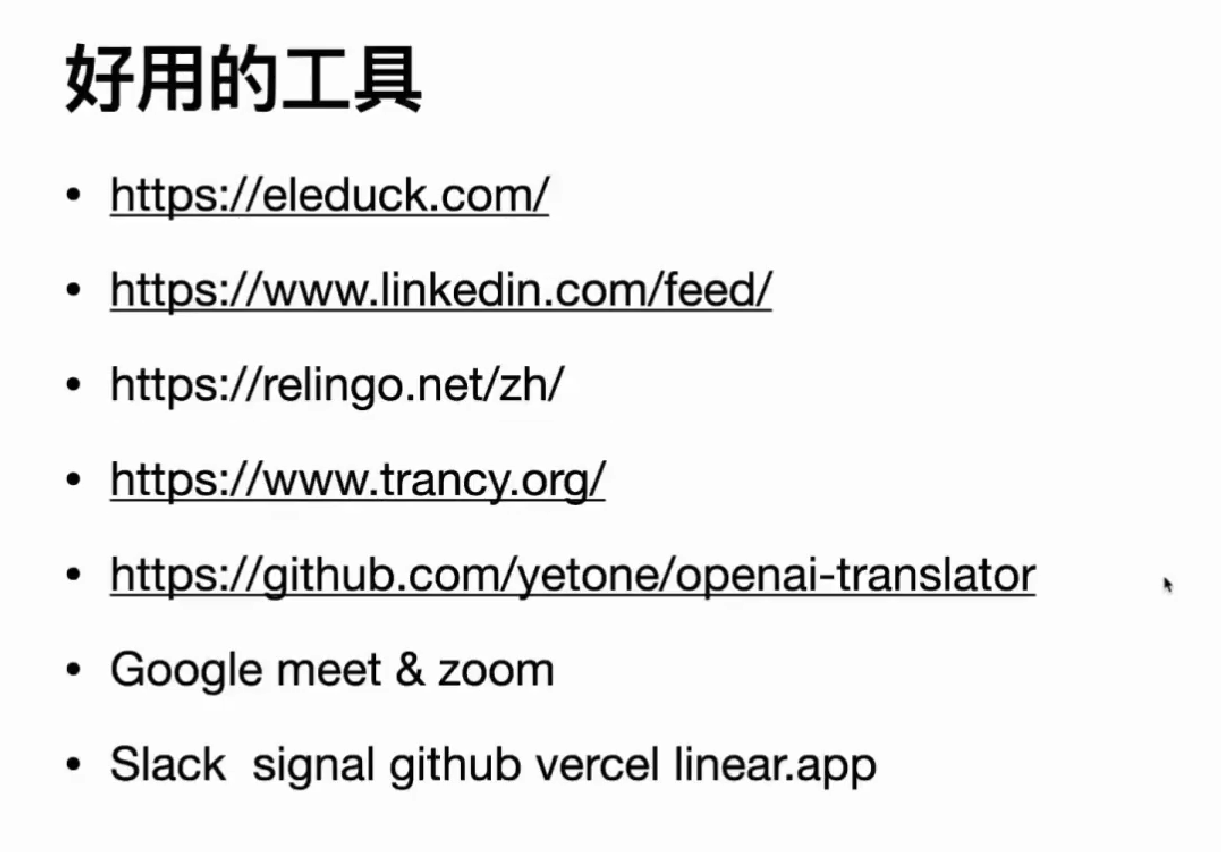 好用的工具
• https://eleduck.com/
• https://www.linkedin.com/feed/
• https://relingo.net/zh/
• https://www.trancy.org/
• https://github.com/yetone/openai-translator
• Google meet & zoom
• Slack  signal github vercel linear.app